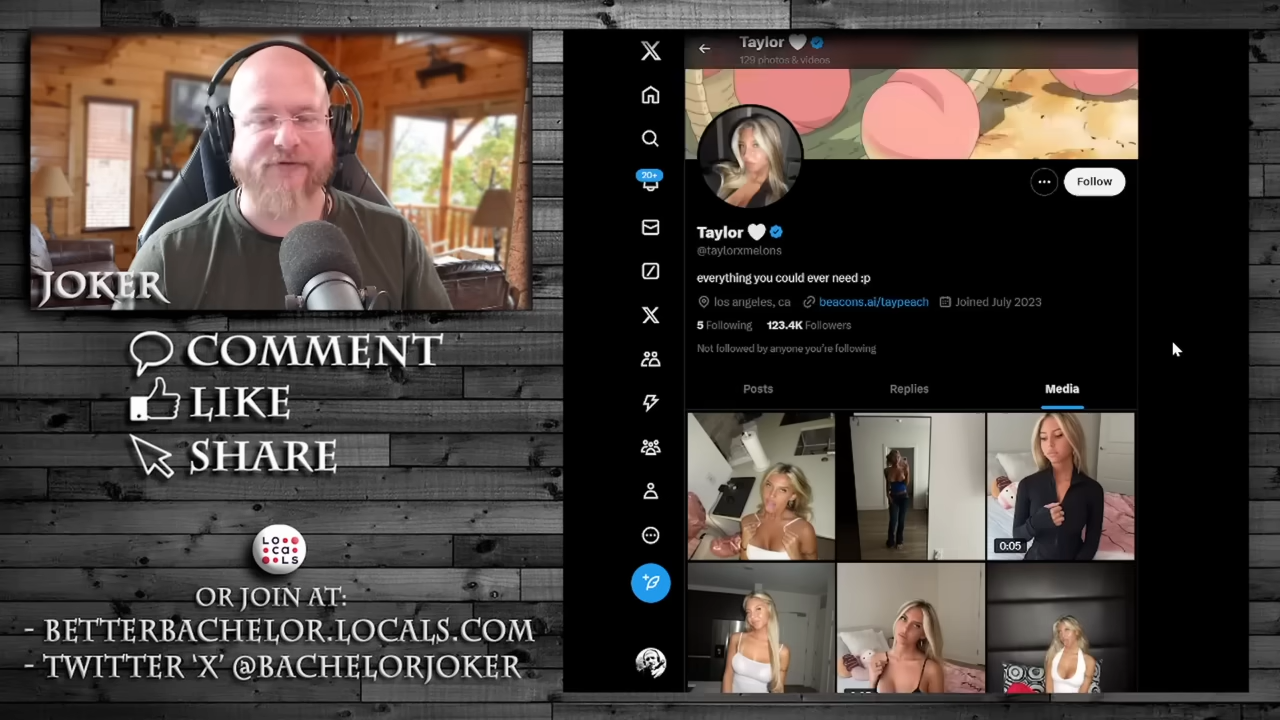 JOKER
COMMENT
LIKE
SHARE
LOCALS
OR JOIN AT:
- BETTERBACHELOR.LOCALS.COM
- TWITTER 'X' @BACHELORJOKER
20+
Taylor 🤍
129 photos & videos
Follow
Taylor 🤍
@taylorxmelons
everything you could ever need :p
los angeles, ca beacons.ai/taypeach Joined July 2023
5 Following 123.4K Followers
Not followed by anyone you're following
Posts Replies Media
0:05